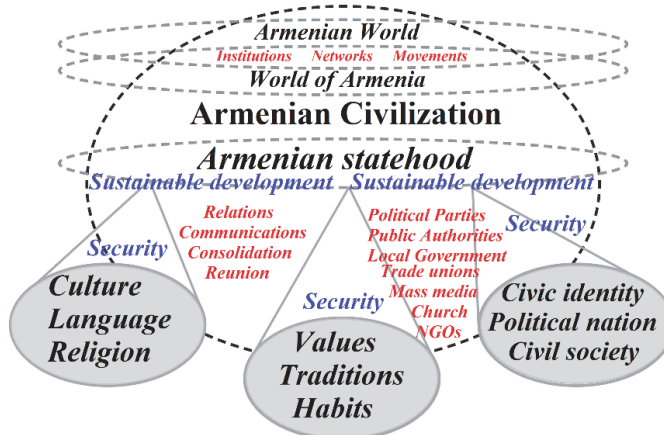 Armenian World
Institutions Networks Movements
World of Armenia
Armenian Civilization
Armenian statehood
Sustainable development Sustainable development
Relations
Communications
Consolidation
Reunion
Political Parties
Public Authorities
Local Government
Trade unions
Mass media
Church
NGOs
Security
Security
Security
Culture
Language
Religion
Values
Traditions
Habits
Civic identity
Political nation
Civil society